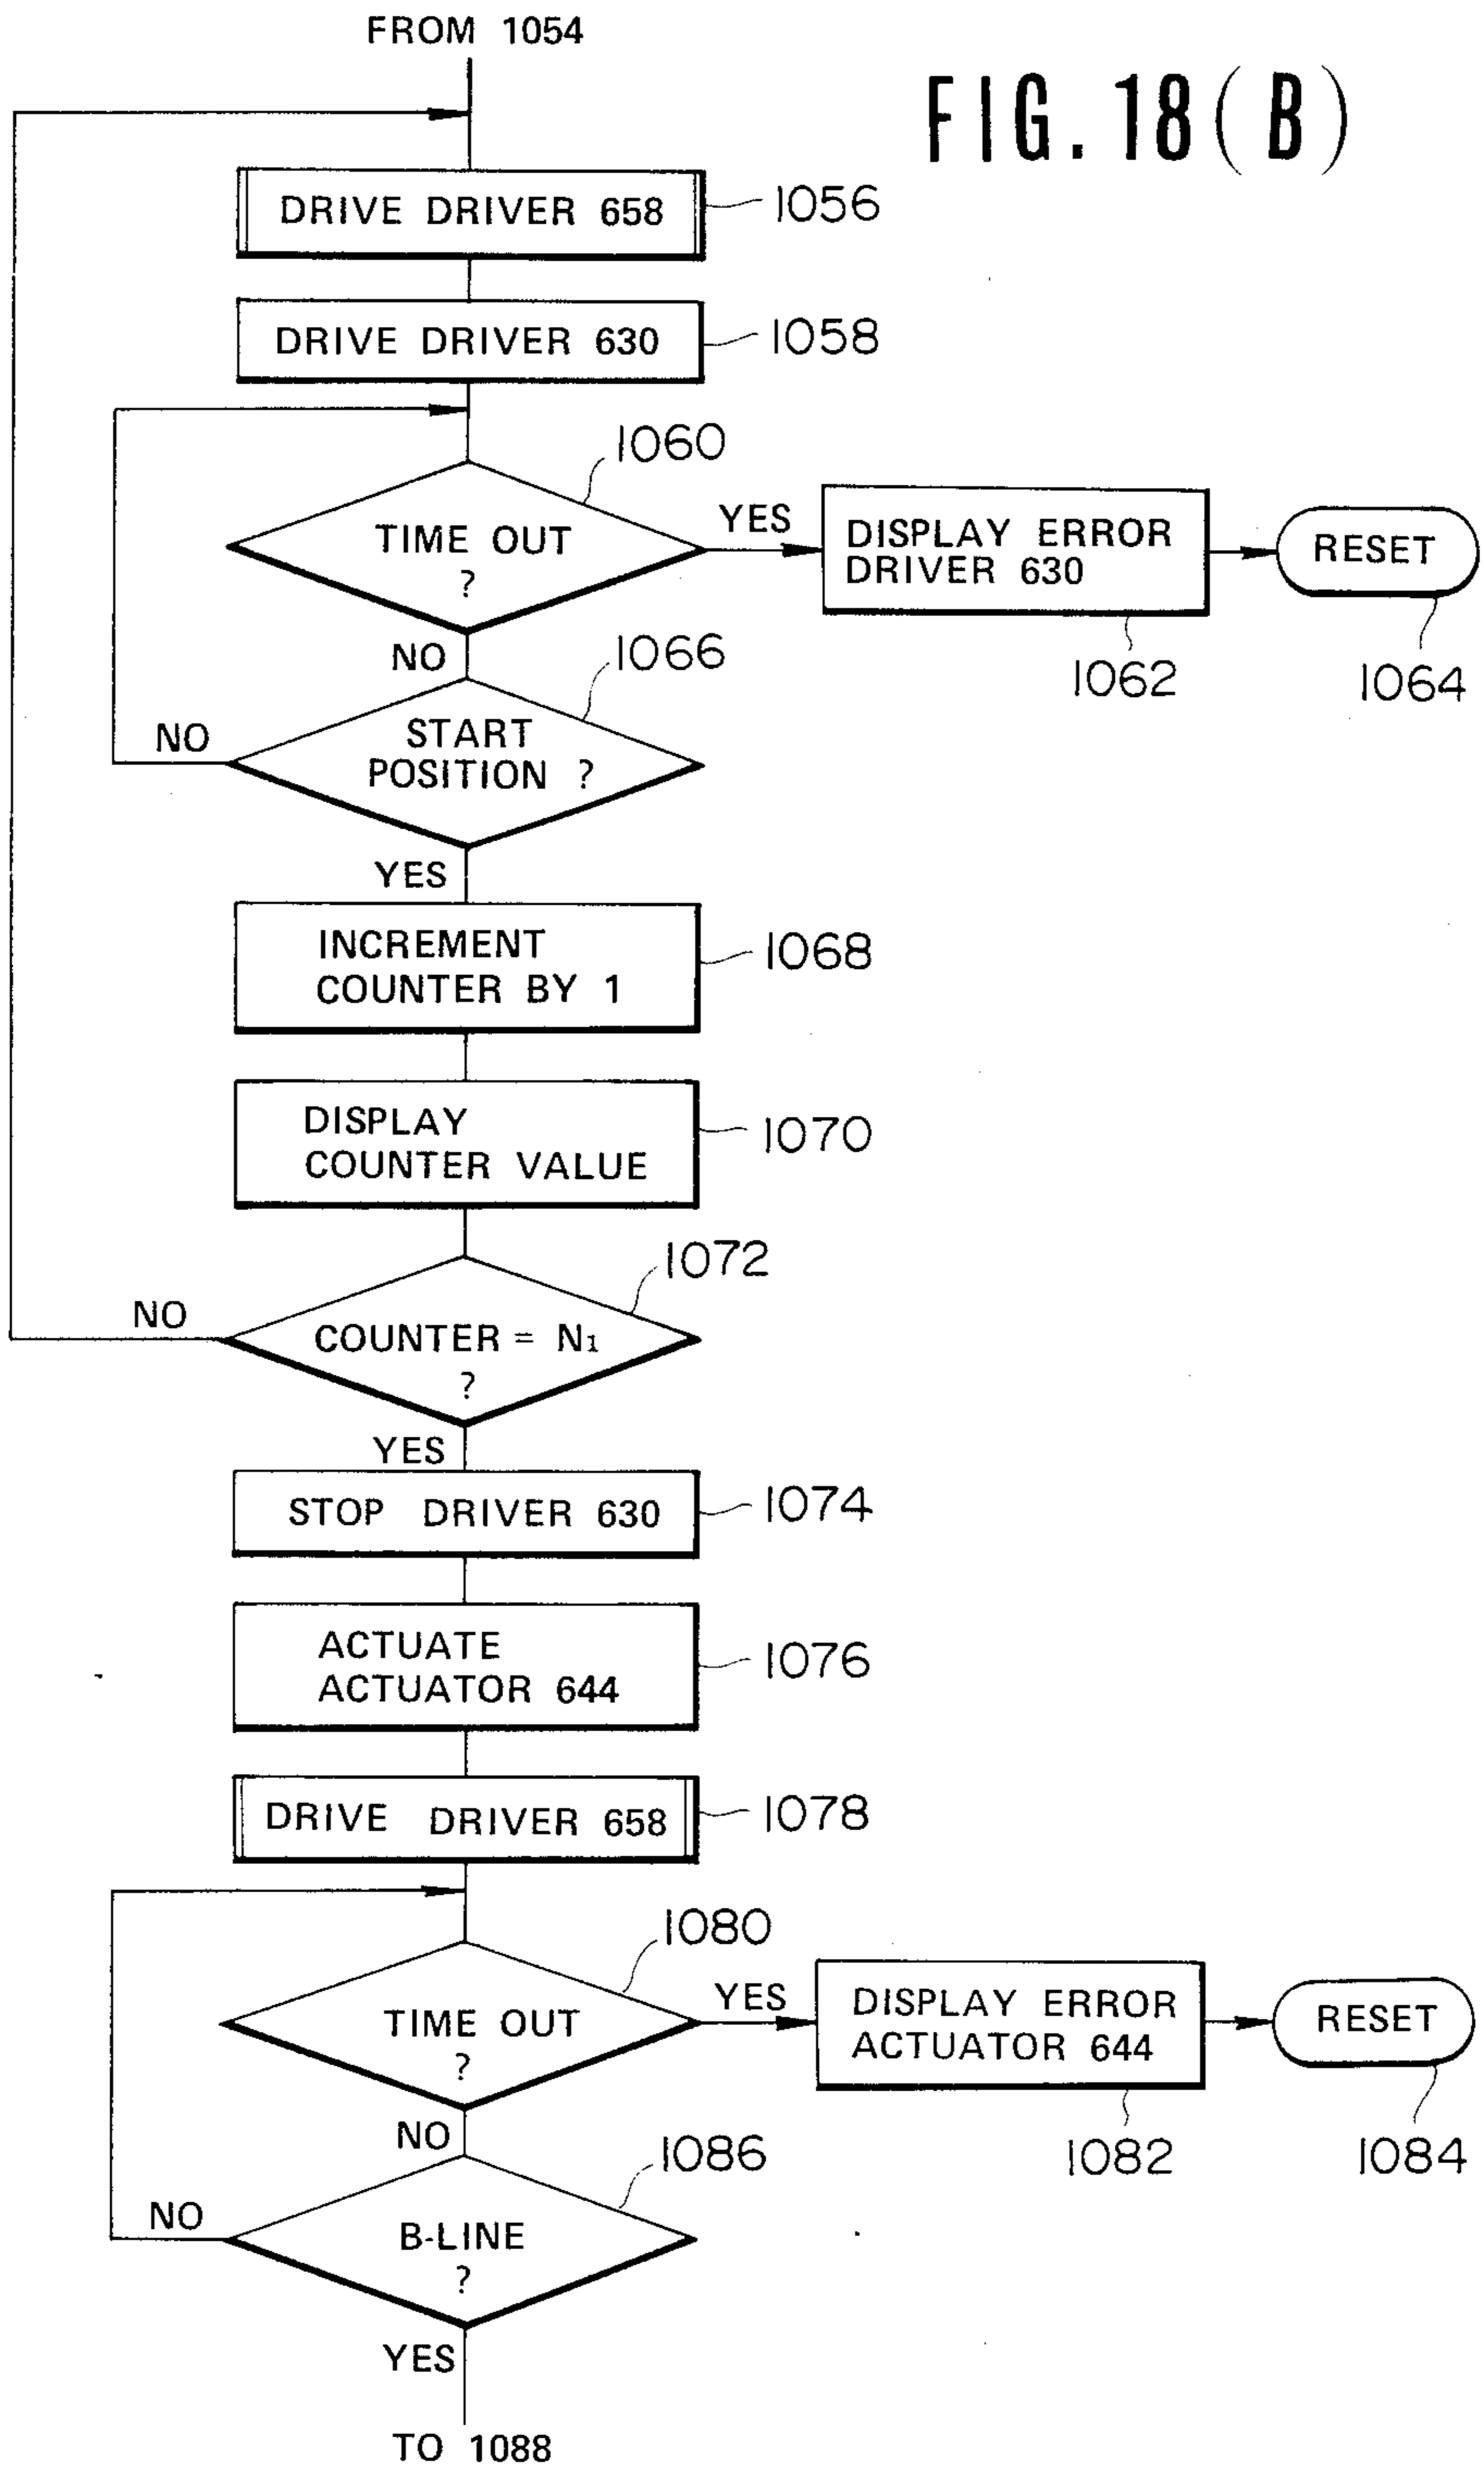 FROM 1054
FIG. 18(B)
DRIVE DRIVER 658
1056
DRIVE DRIVER 630
1058
1060
TIME OUT
?
YES
DISPLAY ERROR
DRIVER 630
RESET
1062
1064
NO
1066
START
POSITION ?
NO
YES
INCREMENT
COUNTER BY 1
1068
DISPLAY
COUNTER VALUE
1070
1072
NO
COUNTER = N1
?
YES
STOP DRIVER 630
1074
ACTUATE
ACTUATOR 644
1076
DRIVE DRIVER 658
1078
1080
TIME OUT
?
YES
DISPLAY ERROR
ACTUATOR 644
RESET
1082
1084
NO
1086
NO
B-LINE
?
YES
TO 1088